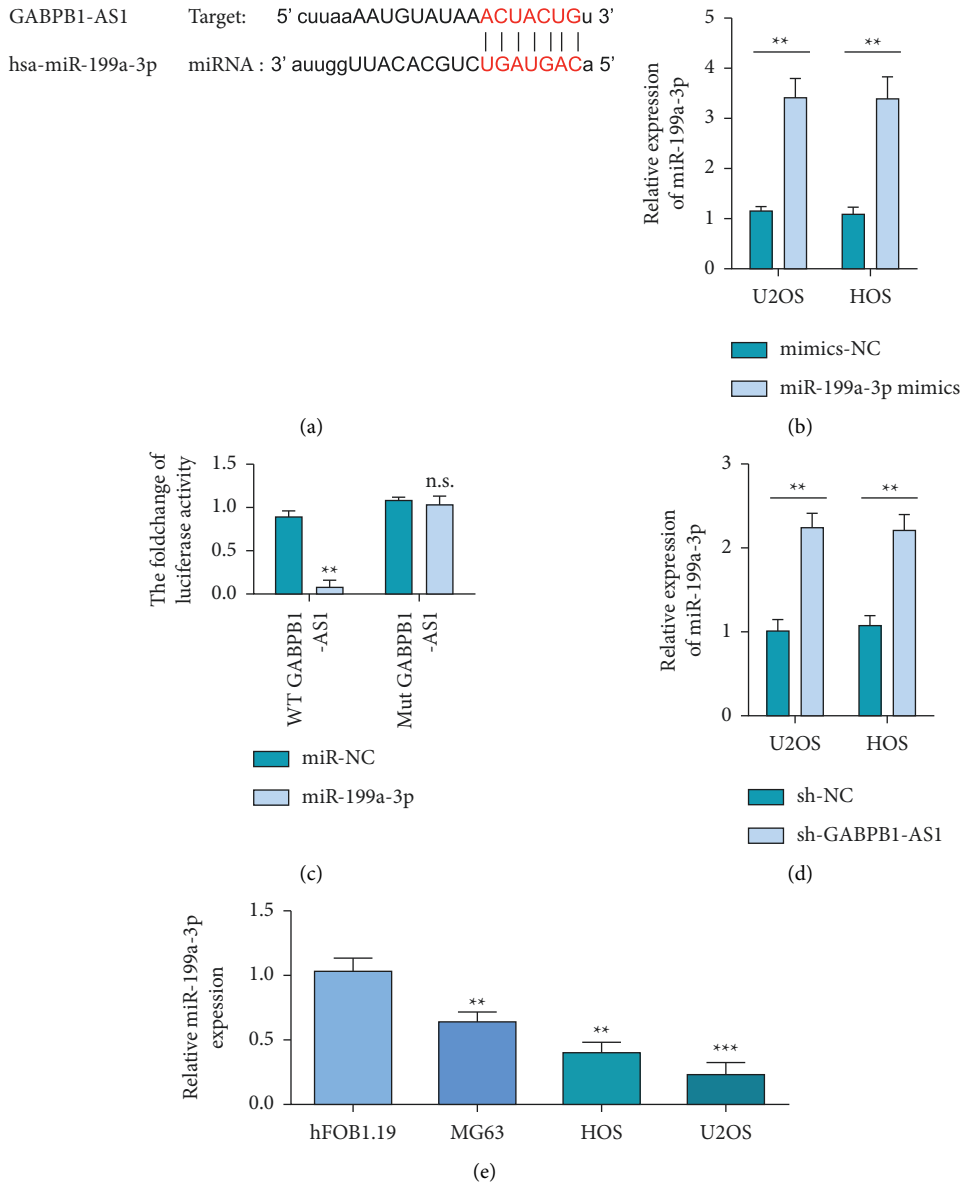 GABPB1-AS1 Target: 5' cuuaaAAUGUAUAAACUACUGu 3'
hsa-miR-199a-3p miRNA : 3' auuggUUACACGUCUGAUGACa 5'
(a)
Relative expression
of miR-199a-3p
5
4
3
2
1
0
** **
U2OS HOS
mimics-NC
miR-199a-3p mimics
(b)
The foldchange of
luciferase activity
1.5
1.0
0.5
0.0
**
n.s.
WT GABPB1
-AS1
Mut GABPB1
-AS1
miR-NC
miR-199a-3p
(c)
Relative expression
of miR-199a-3p
3
2
1
0
** **
U2OS HOS
sh-NC
sh-GABPB1-AS1
(d)
Relative miR-199a-3p
expession
1.5
1.0
0.5
0.0
**
**
***
hFOB1.19 MG63 HOS U2OS
(e)